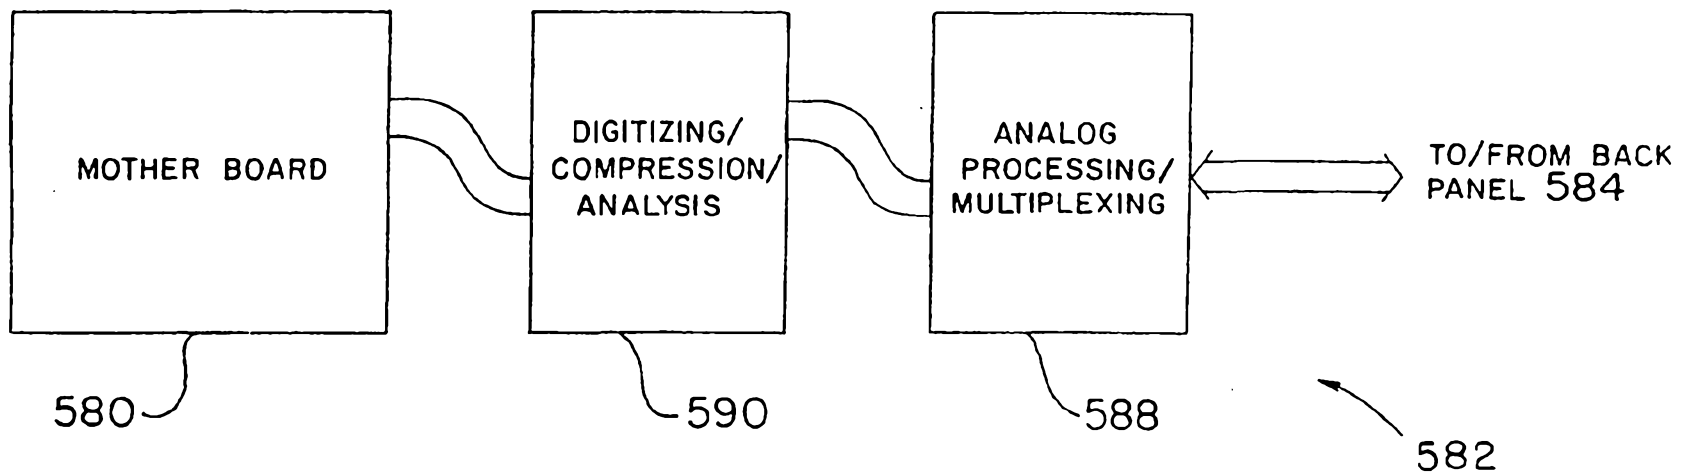 MOTHER BOARD
DIGITIZING/
COMPRESSION/
ANALYSIS
ANALOG
PROCESSING/
MULTIPLEXING
TO/FROM BACK
PANEL 584
580
590
588
582